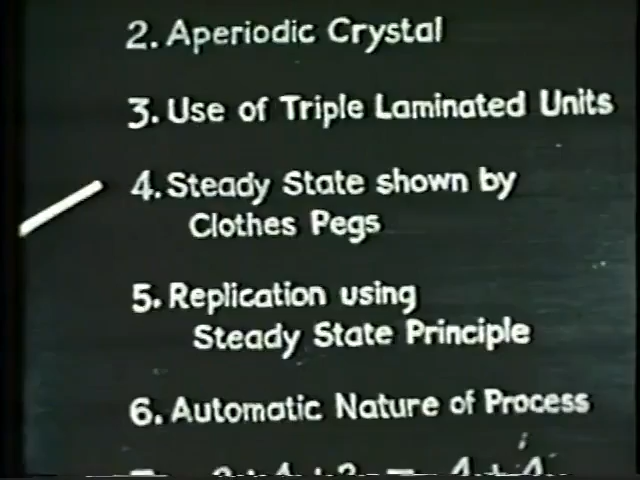 2. Aperiodic Crystal
3. Use of Triple Laminated Units
4. Steady State shown by
Clothes Pegs
5. Replication using
Steady State Principle
6. Automatic Nature of Process